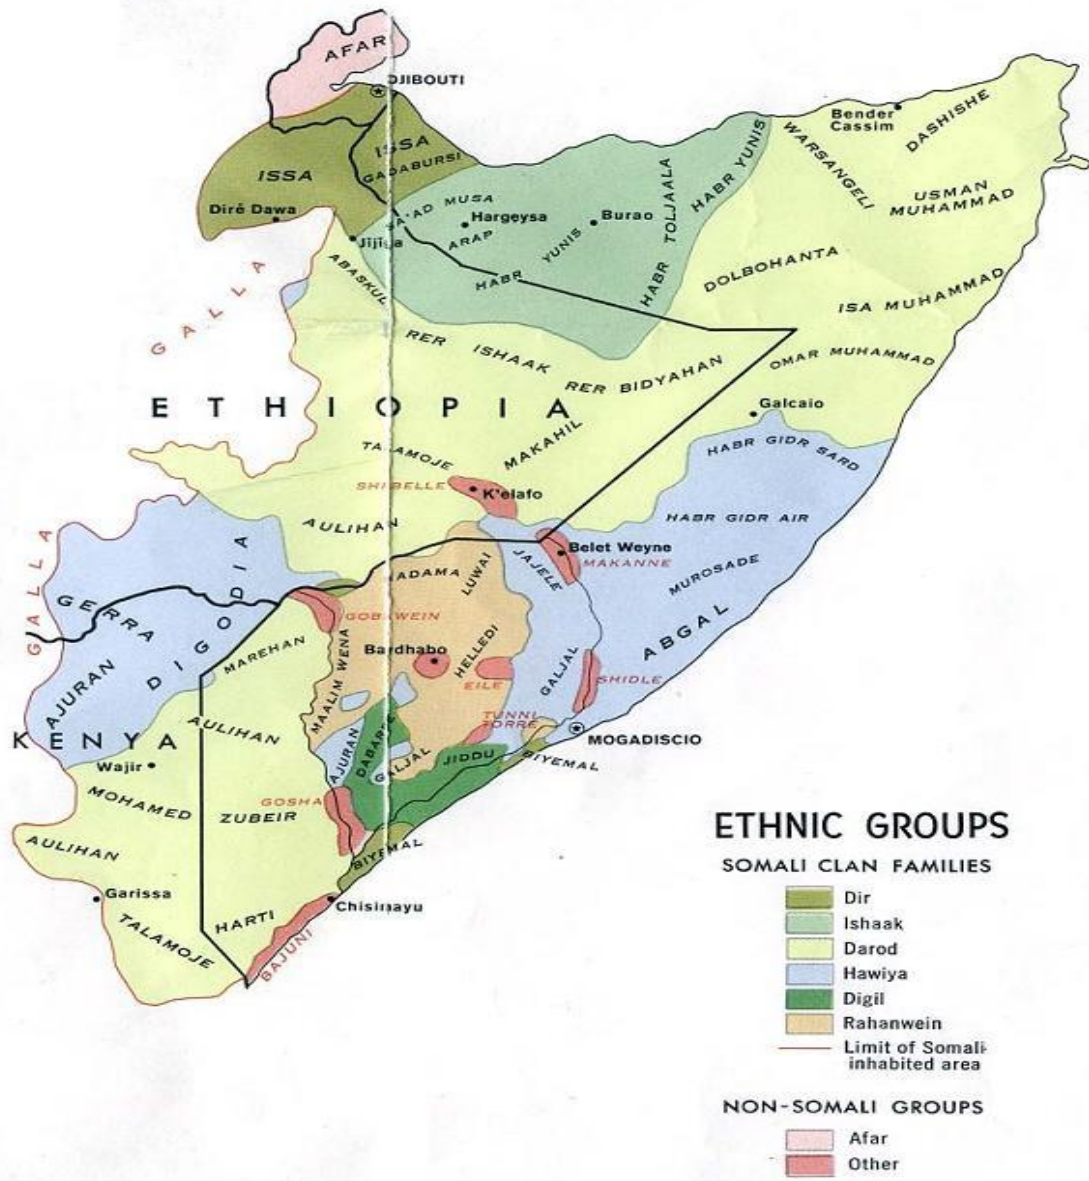 AFAR
DJIBOUTI
ISSA
GADABURSI
ISSA
Diré Dawa
Jijiga
SA'AD MUSA
Hargeysa
ARAP
HABR
YUNIS
Burao
HABR TOLJAALA
HABR YUNIS
Bender
Cassim
WARSANGELI
DASHISHE
USMAN
MUHAMMAD
DOLBOHANTA
ISA MUHAMMAD
OMAR MUHAMMAD
ABASKUL
RER ISHAAK
RER BIDYAHAN
GALLA
ETHIOPIA
Galcaio
TALAMOJE
MAKAHIL
SHIBELLE
K'elafo
AULIHAN
HABR GIDR SARD
HABR GIDR AIR
Belet Weyne
MAKANNE
JAJELE
MUROSADE
ABGAL
GALLA
GERRA
DIGODIA
AJURAN
HADAMA
LUWAI
GOBAWEIN
MAREHAN
MAALIM WENA
Bardhabo
HELLEDI
EILE
GALJAL
SHIDLE
TUNNI
TORRE
MOGADISCIO
KENYA
AULIHAN
AJURAN
DABARRE
GALJAL
JIDDU
BIYEMAL
Wajir
MOHAMED ZUBEIR
GOSHA
BIYEMAL
AULIHAN
Garissa
TALAMOJE
HARTI
Chisimayu
BAJUNI
ETHNIC GROUPS
SOMALI CLAN FAMILIES
Dir
Ishaak
Darod
Hawiya
Digil
Rahanwein
Limit of Somali-
inhabited area
NON-SOMALI GROUPS
Afar
Other